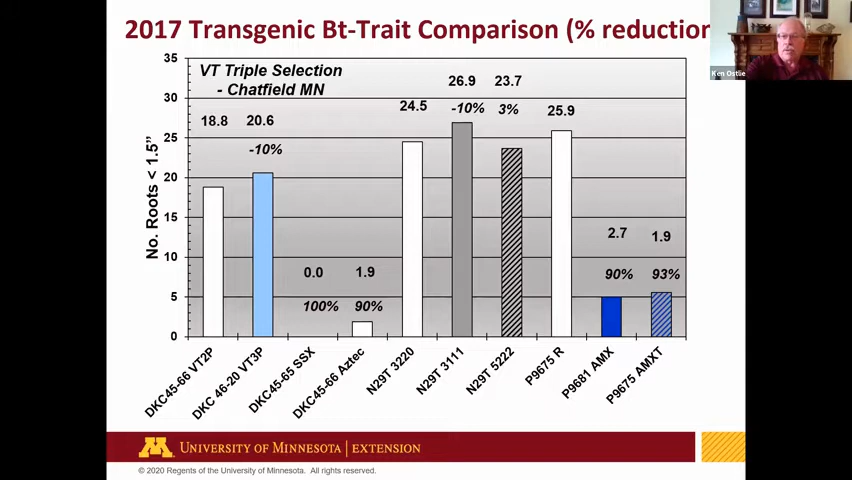 2017 Transgenic Bt-Trait Comparison (% reduction
Ken Ostlie
VT Triple Selection
- Chatfield MN
No. Roots < 1.5”
35
30
25
20
15
10
5
0
18.8
20.6
-10%
0.0
100%
1.9
90%
24.5
26.9
-10%
23.7
3%
25.9
2.7
90%
1.9
93%
DKC45-66 VT2P
DKC 46-20 VT3P
DKC45-65 SSX
DKC45-66 Aztec
N29T 3220
N29T 3111
N29T 5222
P9675 R
P9681 AMX
P9675 AMXT
M
UNIVERSITY OF MINNESOTA | EXTENSION
© 2020 Regents of the University of Minnesota. All rights reserved.